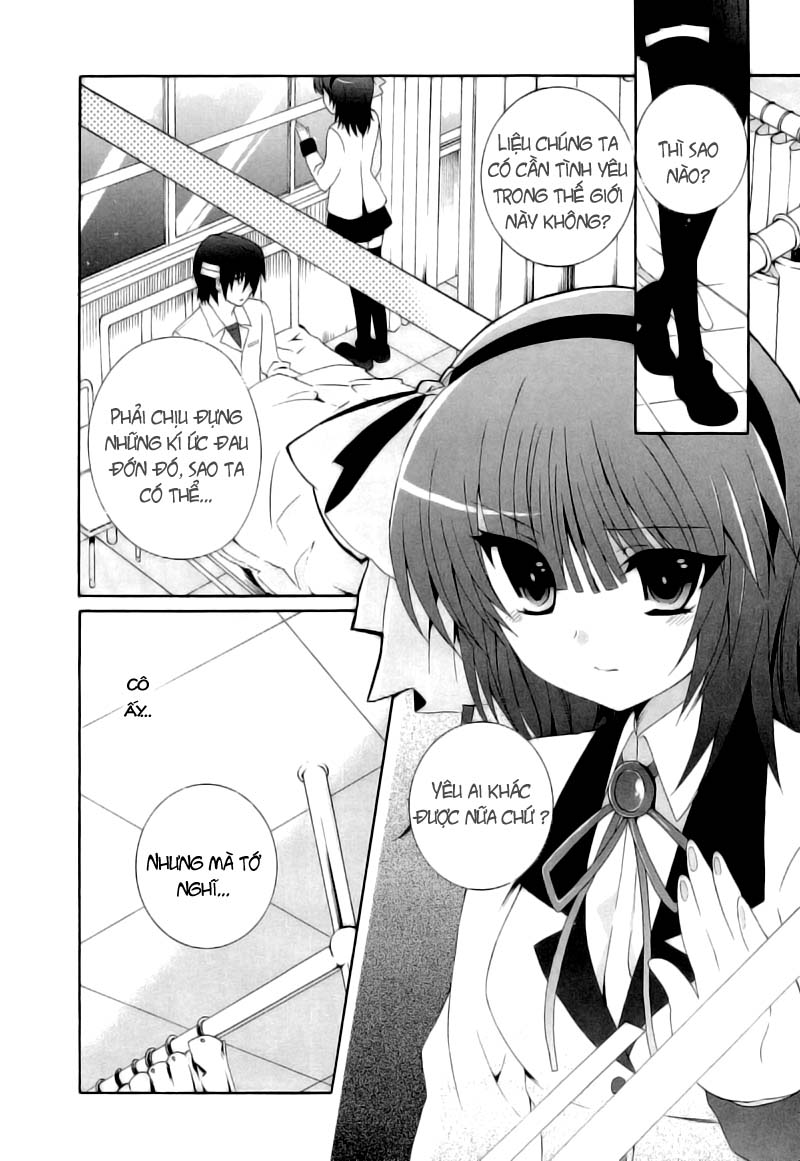 Thì sao
nào?
Liệu chúng ta
có cần tình yêu
trong thế giới
này không?
Phải chịu đựng
những kí ức đau
đớn đó, sao ta
có thể...
Yêu ai khác
được nữa chứ ?
Cô
ấy...
Nhưng mà tớ
nghĩ...